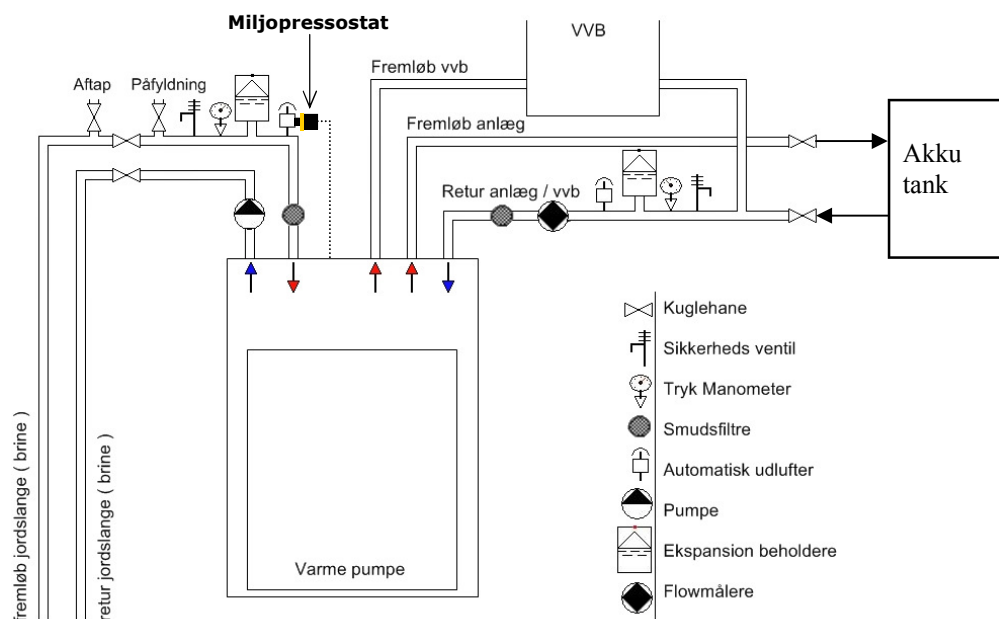 Miljopressostat
VVB
Fremløb vvb
Aftap
Påfyldning
Fremløb anlæg
Akku
tank
Retur anlæg / vvb
Kuglehane
Sikkerheds ventil
Tryk Manometer
Smudsfiltre
Automatisk udlufter
Pumpe
Ekspansion beholdere
Flowmålere
Varme pumpe
fremløb jordslange ( brine )
retur jordslange ( brine )